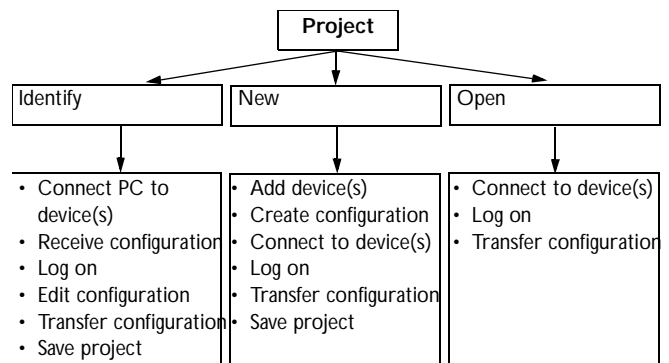 Project
Identify
New
Open
• Connect PC to
device(s)
• Receive configuration
• Log on
• Edit configuration
• Transfer configuration
• Save project
• Add device(s)
• Create configuration
• Connect to device(s)
• Log on
• Transfer configuration
• Save project
• Connect to device(s)
• Log on
• Transfer configuration